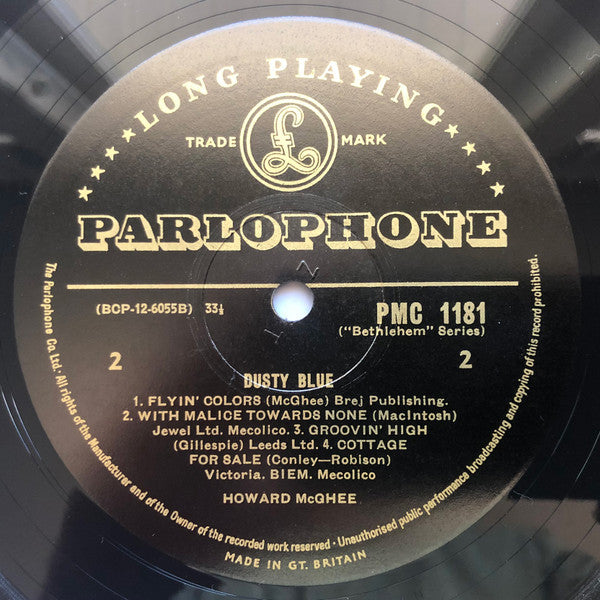 ★★★★★ LONG PLAYING ★★★★★
TRADE £ MARK
PARLOPHONE
(BCP-12-6055B) 33⅓
PMC 1181
("Bethlehem" Series)
2
2
DUSTY BLUE
1. FLYIN' COLORS (McGhee) Brej Publishing.
2. WITH MALICE TOWARDS NONE (MacIntosh)
Jewel Ltd. Mecolico. 3. GROOVIN' HIGH
(Gillespie) Leeds Ltd. 4. COTTAGE
FOR SALE (Conley—Robison)
Victoria. BIEM. Mecolico
HOWARD McGHEE
The Parlophone Co. Ltd · All rights of the Manufacturer and of the Owner of the recorded work reserved · Unauthorised public performance broadcasting and copying of this record prohibited.
MADE IN GT. BRITAIN